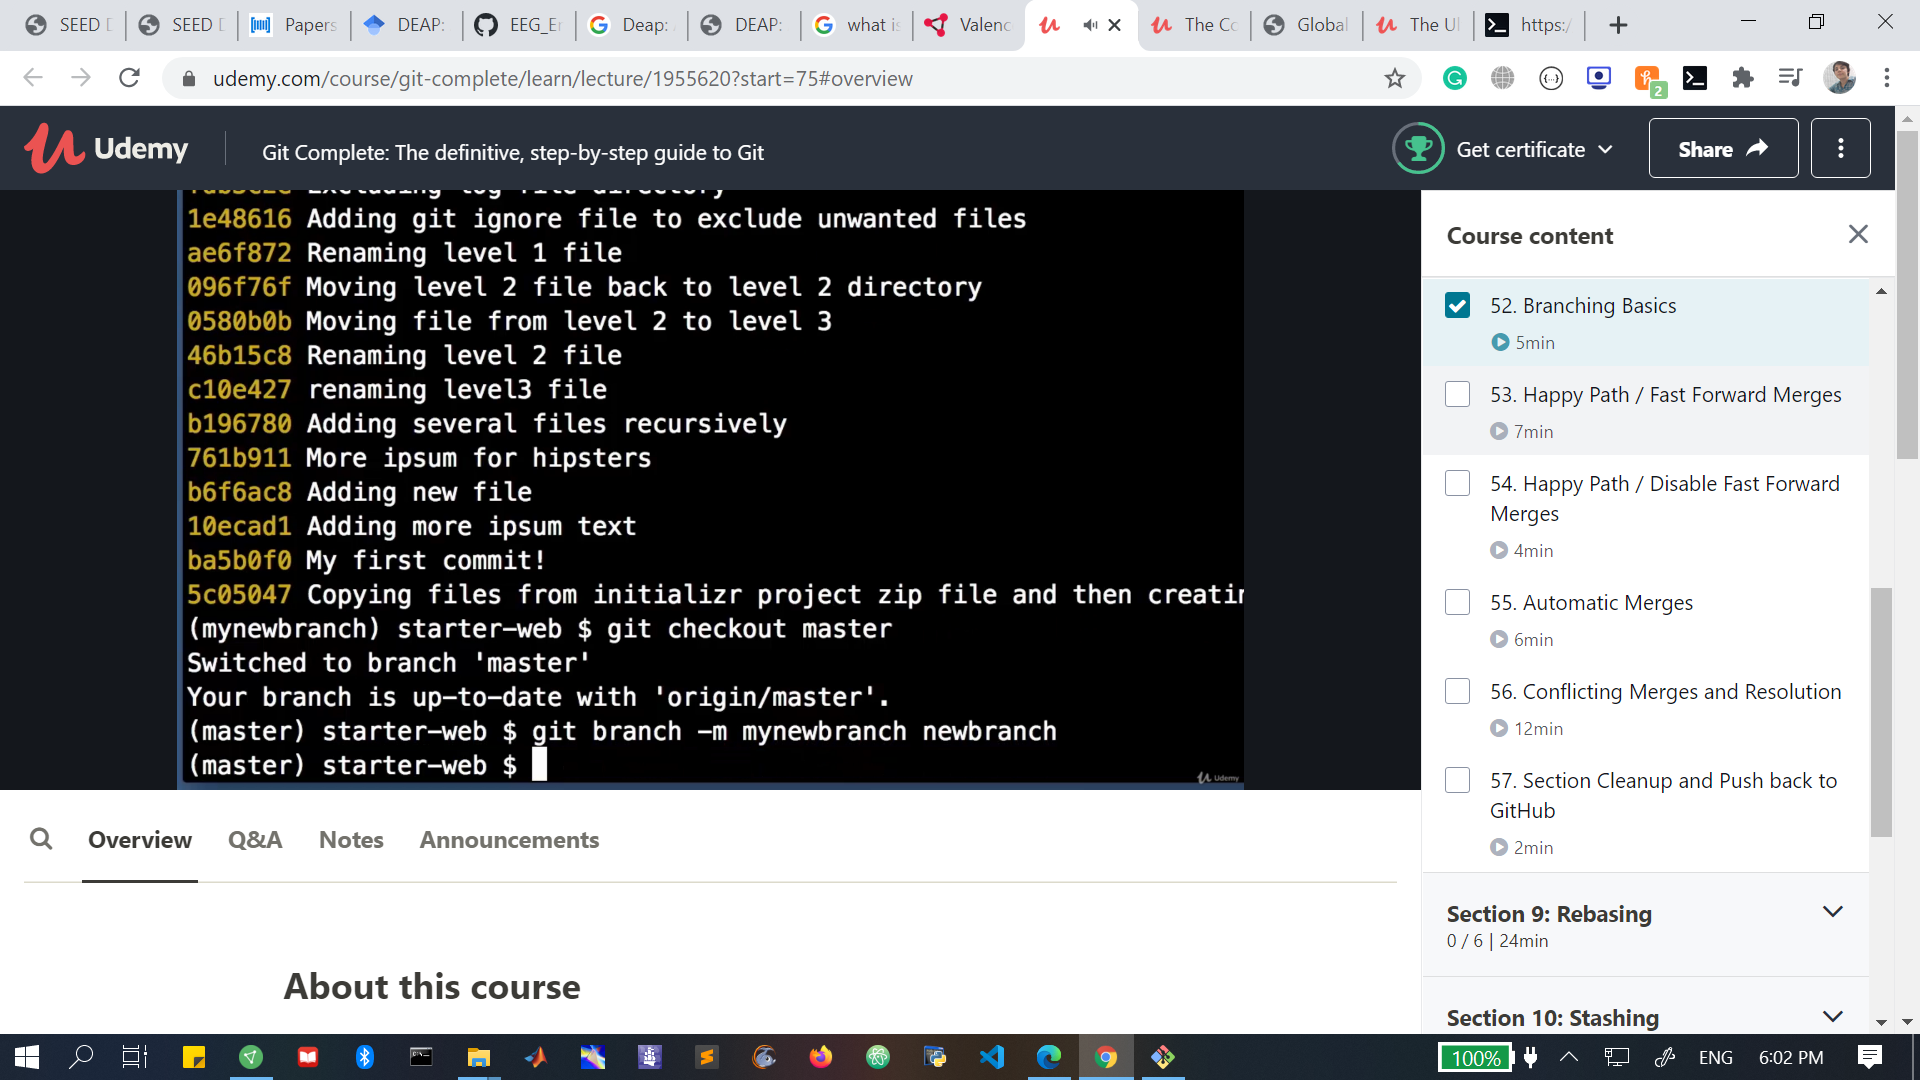 SEED D
SEED D
Papers
DEAP:
EEG_Er
Deap:
DEAP:
what is
Valenc
The Co
Global
The Ul
https:/
udemy.com/course/git-complete/learn/lecture/1955620?start=75#overview
2
Udemy
Git Complete: The definitive, step-by-step guide to Git
Get certificate
Share
Excluding log file directory
1e48616 Adding git ignore file to exclude unwanted files
ae6f872 Renaming level 1 file
096f76f Moving level 2 file back to level 2 directory
0580b0b Moving file from level 2 to level 3
46b15c8 Renaming level 2 file
c10e427 renaming level3 file
b196780 Adding several files recursively
761b911 More ipsum for hipsters
b6f6ac8 Adding new file
10ecad1 Adding more ipsum text
ba5b0f0 My first commit!
5c05047 Copying files from initializr project zip file and then creatin
(mynewbranch) starter-web $ git checkout master
Switched to branch 'master'
Your branch is up-to-date with 'origin/master'.
(master) starter-web $ git branch -m mynewbranch newbranch
(master) starter-web $
Udemy
Course content
52. Branching Basics
5min
53. Happy Path / Fast Forward Merges
7min
54. Happy Path / Disable Fast Forward
Merges
4min
55. Automatic Merges
6min
56. Conflicting Merges and Resolution
12min
57. Section Cleanup and Push back to
GitHub
2min
Section 9: Rebasing
0 / 6 | 24min
Section 10: Stashing
Overview
Q&A
Notes
Announcements
About this course
100%
ENG
6:02 PM